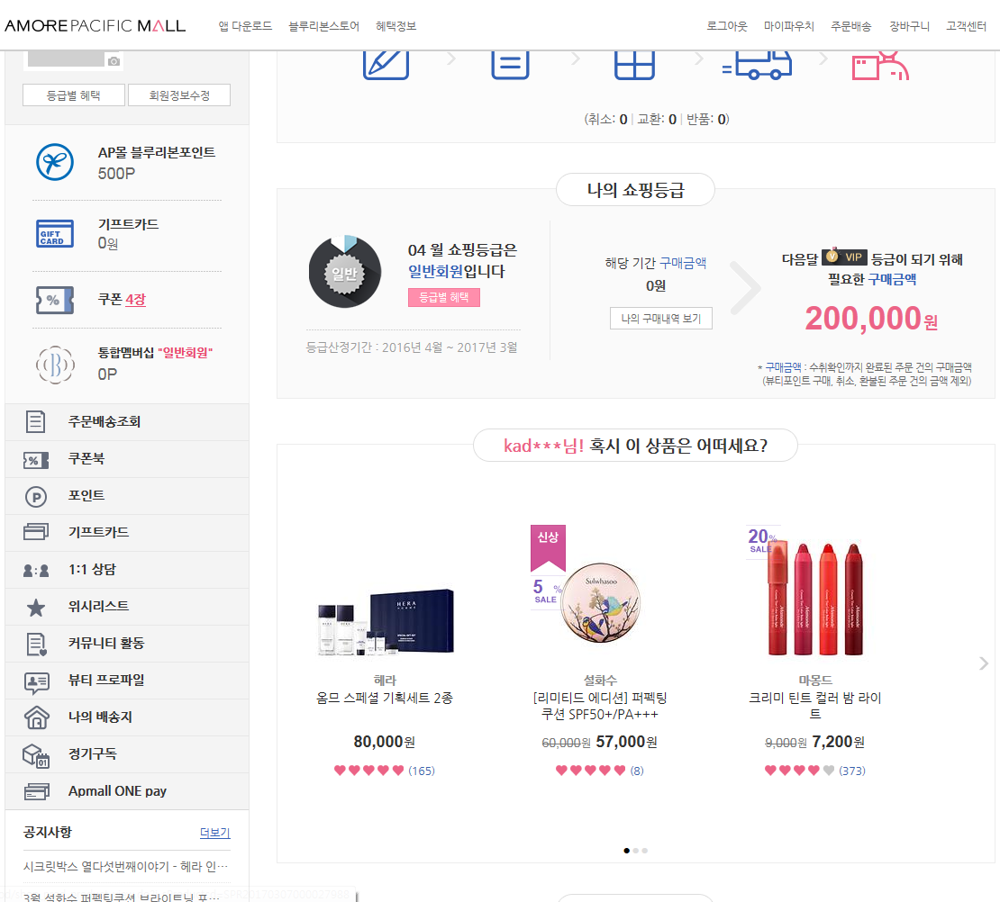 AMOREPACIFIC MALL
앱 다운로드 블루리본스토어 혜택정보
로그아웃 마이파우치 주문배송 장바구니 고객센터
등급별 혜택 회원정보수정
AP몰 블루리본포인트
500P
GIFT CARD
기프트카드
0원
%
쿠폰 4장
B
통합멤버십 "일반회원"
0P
주문배송조회
%
쿠폰북
P
포인트
기프트카드
1:1 상담
위시리스트
커뮤니티 활동
뷰티 프로파일
나의 배송지
01
정기구독
Apmall ONE pay
공지사항 더보기
시크릿박스 열다섯번째이야기 - 헤라 인…
3월 설화수 퍼펙팅쿠션 브라이트닝 포…
(취소: 0 | 교환: 0 | 반품: 0)
나의 쇼핑등급
일반
04 월 쇼핑등급은
일반회원입니다
등급별 혜택
등급산정기간 : 2016년 4월 ~ 2017년 3월
해당 기간 구매금액
0원
나의 구매내역 보기
다음달 V VIP 등급이 되기 위해
필요한 구매금액
200,000원
* 구매금액 : 수취확인까지 완료된 주문 건의 구매금액
(뷰티포인트 구매, 취소, 환불된 주문 건의 금액 제외)
kad***님! 혹시 이 상품은 어떠세요?
HERA
HOMME
헤라
옴므 스페셜 기획세트 2종
80,000원
(165)
신상
5 %
SALE
Sulwhasoo
설화수
[리미티드 에디션] 퍼펙팅
쿠션 SPF50+/PA+++
60,000원 57,000원
(8)
20%
SALE
마몽드
크리미 틴트 컬러 밤 라이
트
9,000원 7,200원
(373)